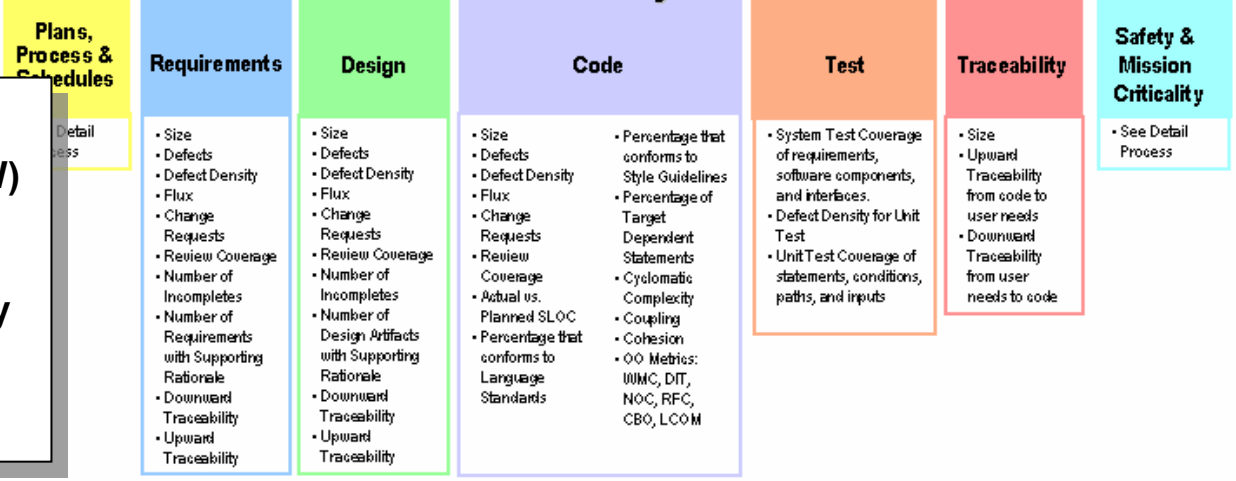 Plans,
Process &
Schedules
Detail
Requirements
• Size
• Defects
• Defect Density
• Flux
• Change
Requests
• Review Coverage
• Number of
Incompletes
• Number of
Requirements
with Supporting
Rationale
• Downward
Traceability
• Upward
Traceability
Design
• Size
• Defects
• Defect Density
• Flux
• Change
Requests
• Review Coverage
• Number of
Incompletes
• Number of
Design Artifacts
with Supporting
Rationale
• Downward
Traceability
• Upward
Traceability
Code
• Size
• Defects
• Defect Density
• Flux
• Change
Requests
• Review
Coverage
• Actual vs.
Planned SLOC
• Percentage that
conforms to
Language
Standards
• Percentage that
conforms to
Style Guidelines
• Percentage of
Target
Dependent
Statements
• Cyclomatic
Complexity
• Coupling
• Cohesion
• OO Metrics:
WMC, DIT,
NOC, RFC,
CBO, LCOM
Test
• System Test Coverage
of requirements,
software components,
and interfaces.
• Defect Density for Unit
Test
• Unit Test Coverage of
statements, conditions,
paths, and inputs
Traceability
• Size
• Upward
Traceability
from code to
user needs
• Downward
Traceability
from user
needs to code
Safety &
Mission
Criticality
• See Detail
Process